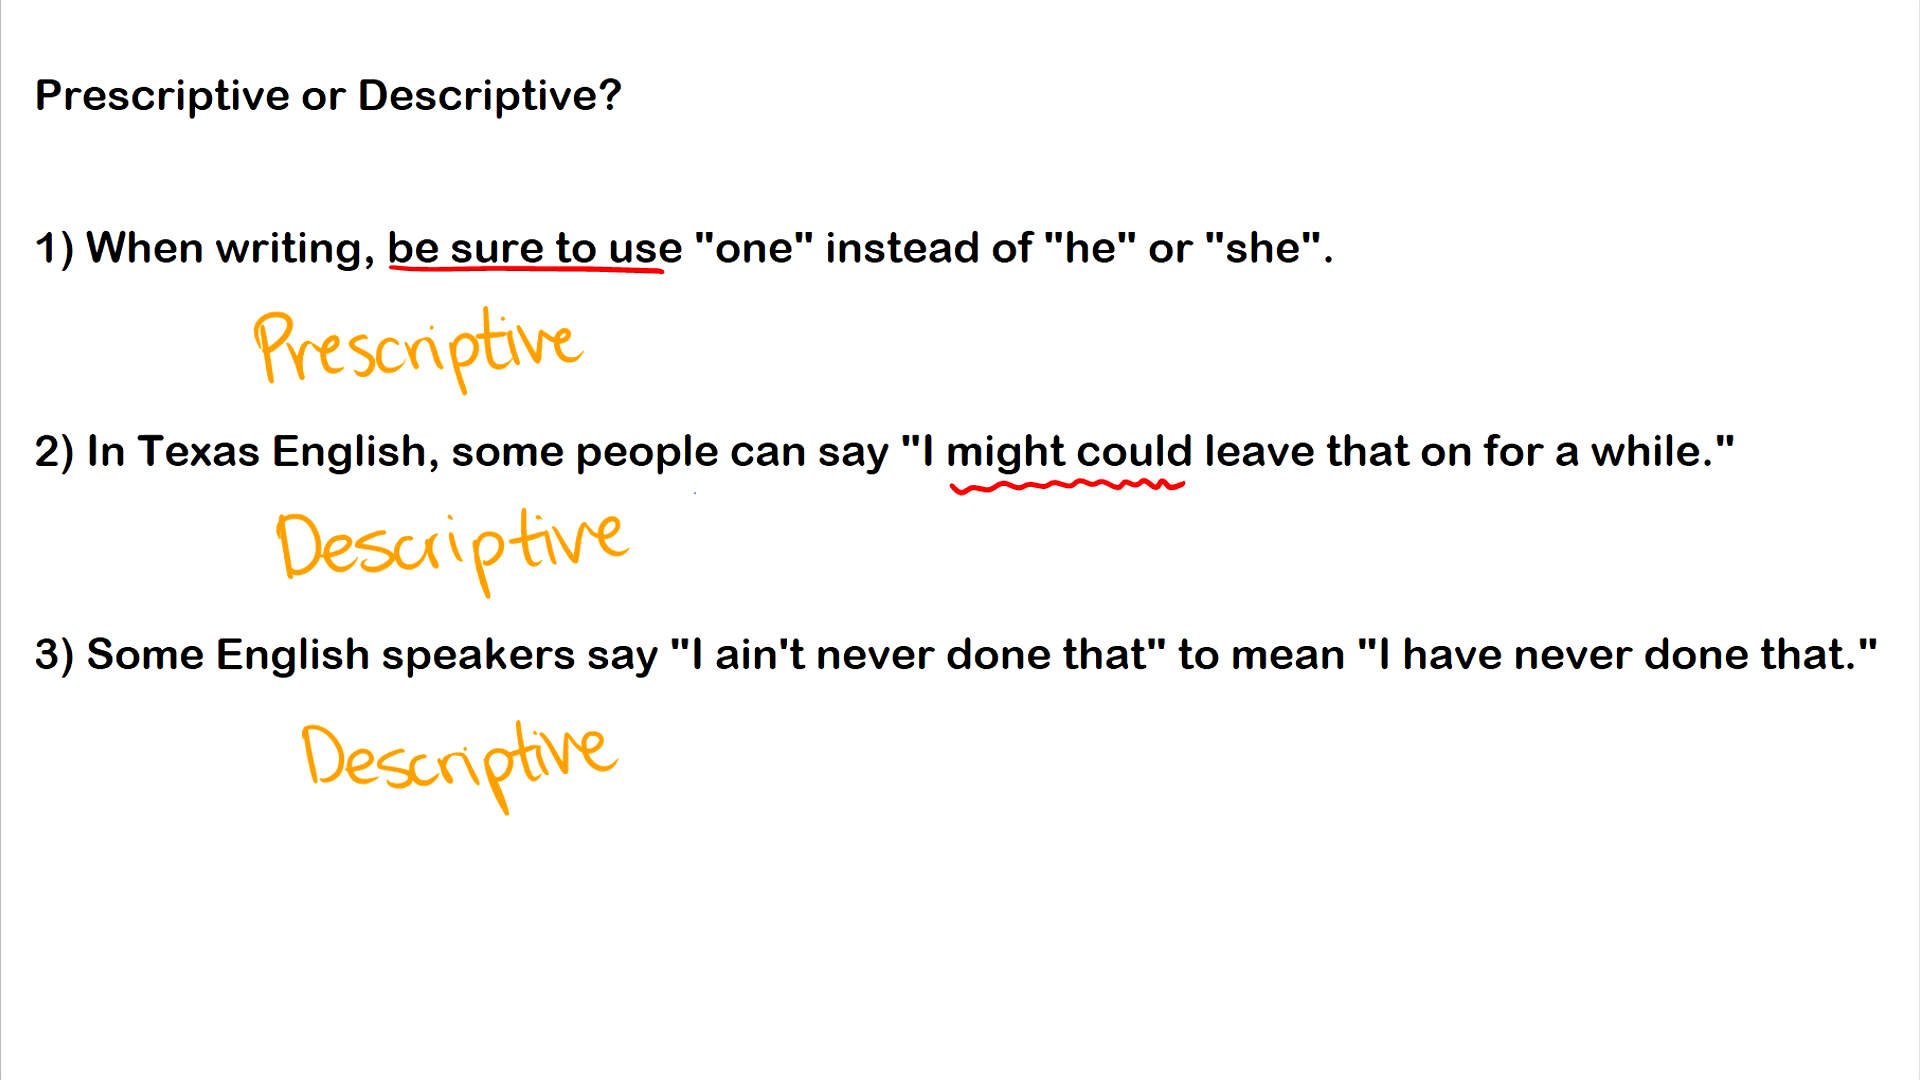 Prescriptive or Descriptive?
1) When writing, be sure to use "one" instead of "he" or "she".
Prescriptive
2) In Texas English, some people can say "I might could leave that on for a while."
Descriptive
3) Some English speakers say "I ain't never done that" to mean "I have never done that."
Descriptive